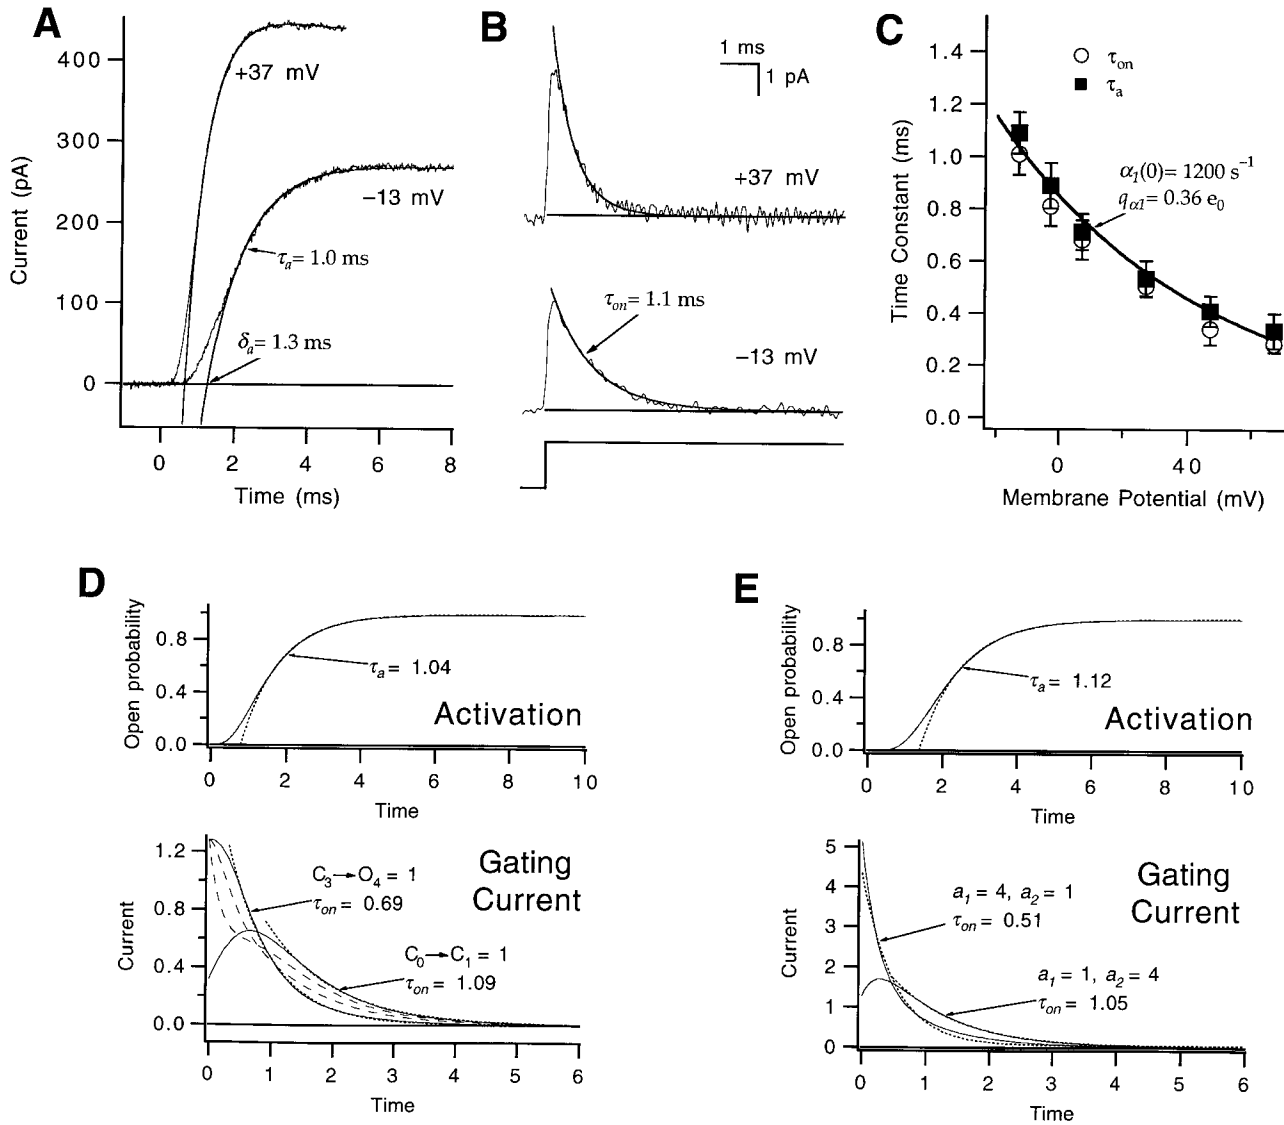 A
400
300
200
100
0
Current (pA)
+37 mV
−13 mV
τa= 1.0 ms
δa= 1.3 ms
0 2 4 6 8
Time (ms)
B
1 ms
1 pA
+37 mV
τon= 1.1 ms
−13 mV
C
1.4
1.2
1.0
0.8
0.6
0.4
0.2
0.0
Time Constant (ms)
τon
τa
α1(0) = 1200 s−1
qα1= 0.36 e0
0 40
Membrane Potential (mV)
D
Open probability
0.8
0.4
0.0
τa = 1.04
Activation
0 2 4 6 8 10
Time
1.2
0.8
0.4
0.0
Current
Gating
Current
C3→O4 = 1
τon = 0.69
C0→C1 = 1
τon = 1.09
0 1 2 3 4 5 6
Time
E
Open probability
0.8
0.4
0.0
τa = 1.12
Activation
0 2 4 6 8 10
Time
5
4
3
2
1
0
Current
Gating
Current
a1 = 4, a2 = 1
τon = 0.51
a1 = 1, a2 = 4
τon = 1.05
0 1 2 3 4 5 6
Time